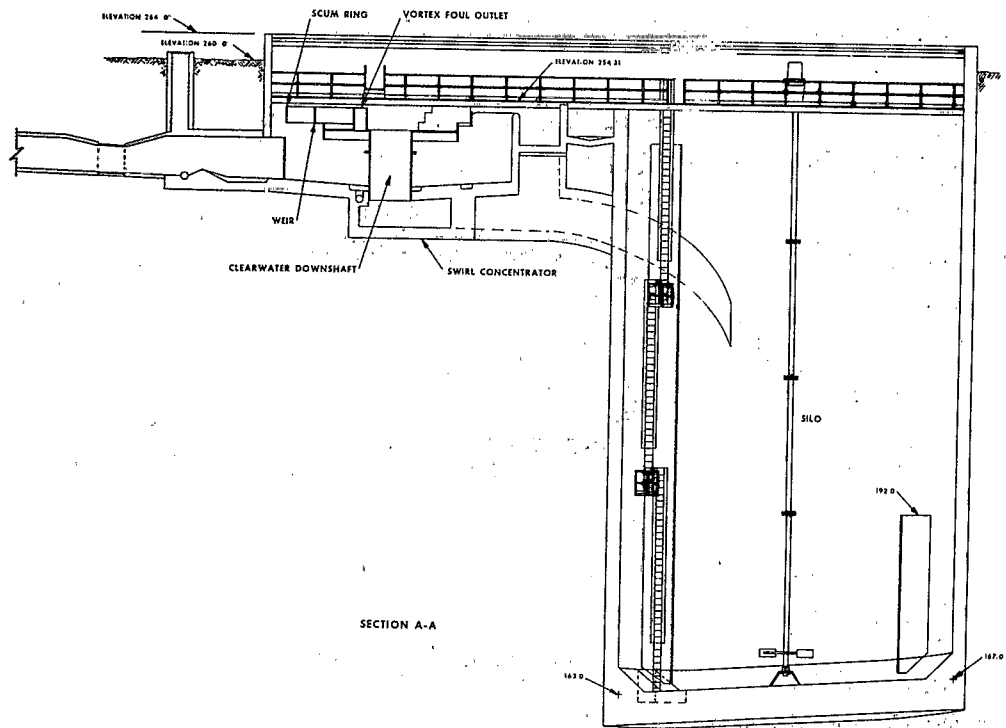 ELEVATION 264 0"
SCUM RING
VORTEX FOUL OUTLET
ELEVATION 260 0
ELEVATION 254 31
WEIR
CLEARWATER DOWNSHAFT
SWIRL CONCENTRATOR
SILO
192 0
SECTION A-A
163 0
167.0